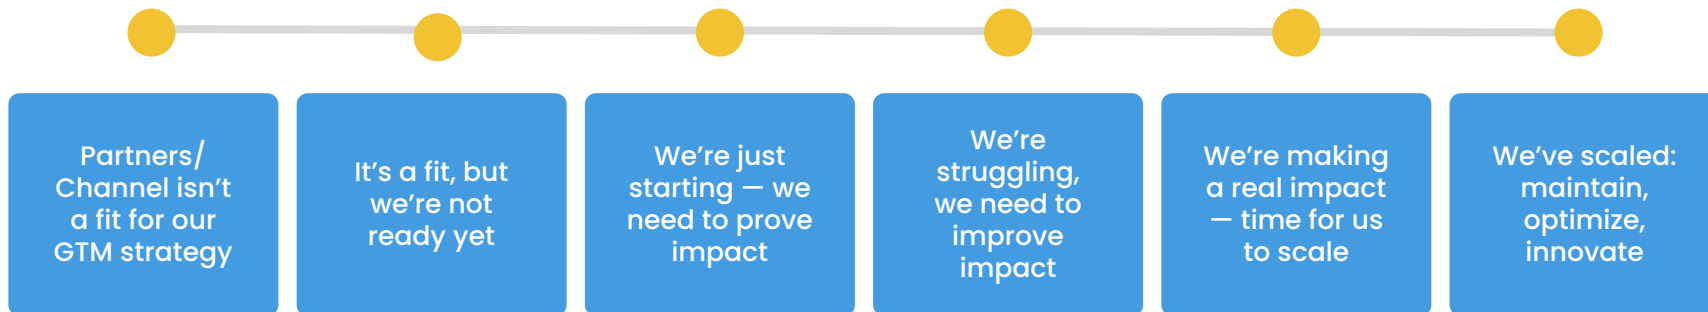 Partners/
Channel isn't
a fit for our
GTM strategy
It's a fit, but
we're not
ready yet
We're just
starting — we
need to prove
impact
We're
struggling,
we need to
improve
impact
We're making
a real impact
— time for us
to scale
We've scaled:
maintain,
optimize,
innovate